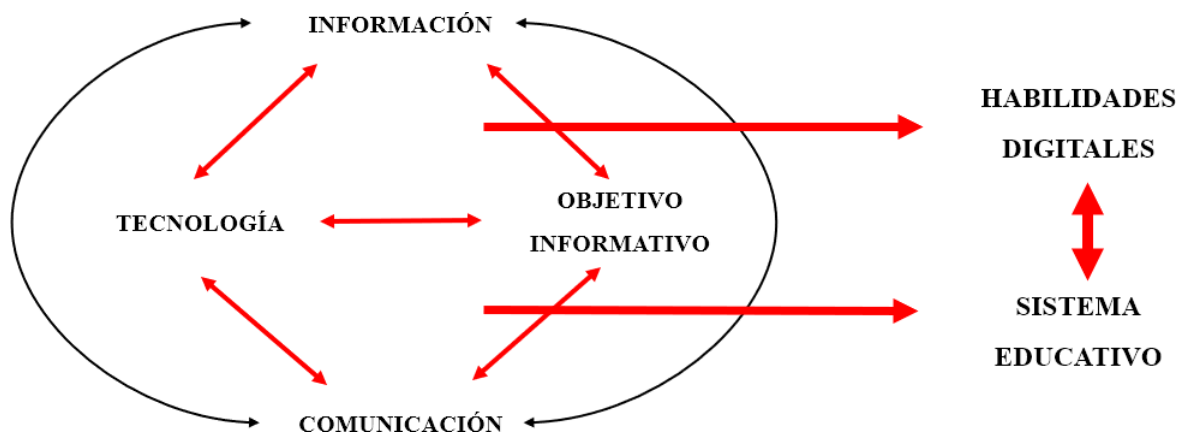 INFORMACIÓN
HABILIDADES
DIGITALES
TECNOLOGÍA
OBJETIVO
INFORMATIVO
SISTEMA
EDUCATIVO
COMUNICACIÓN